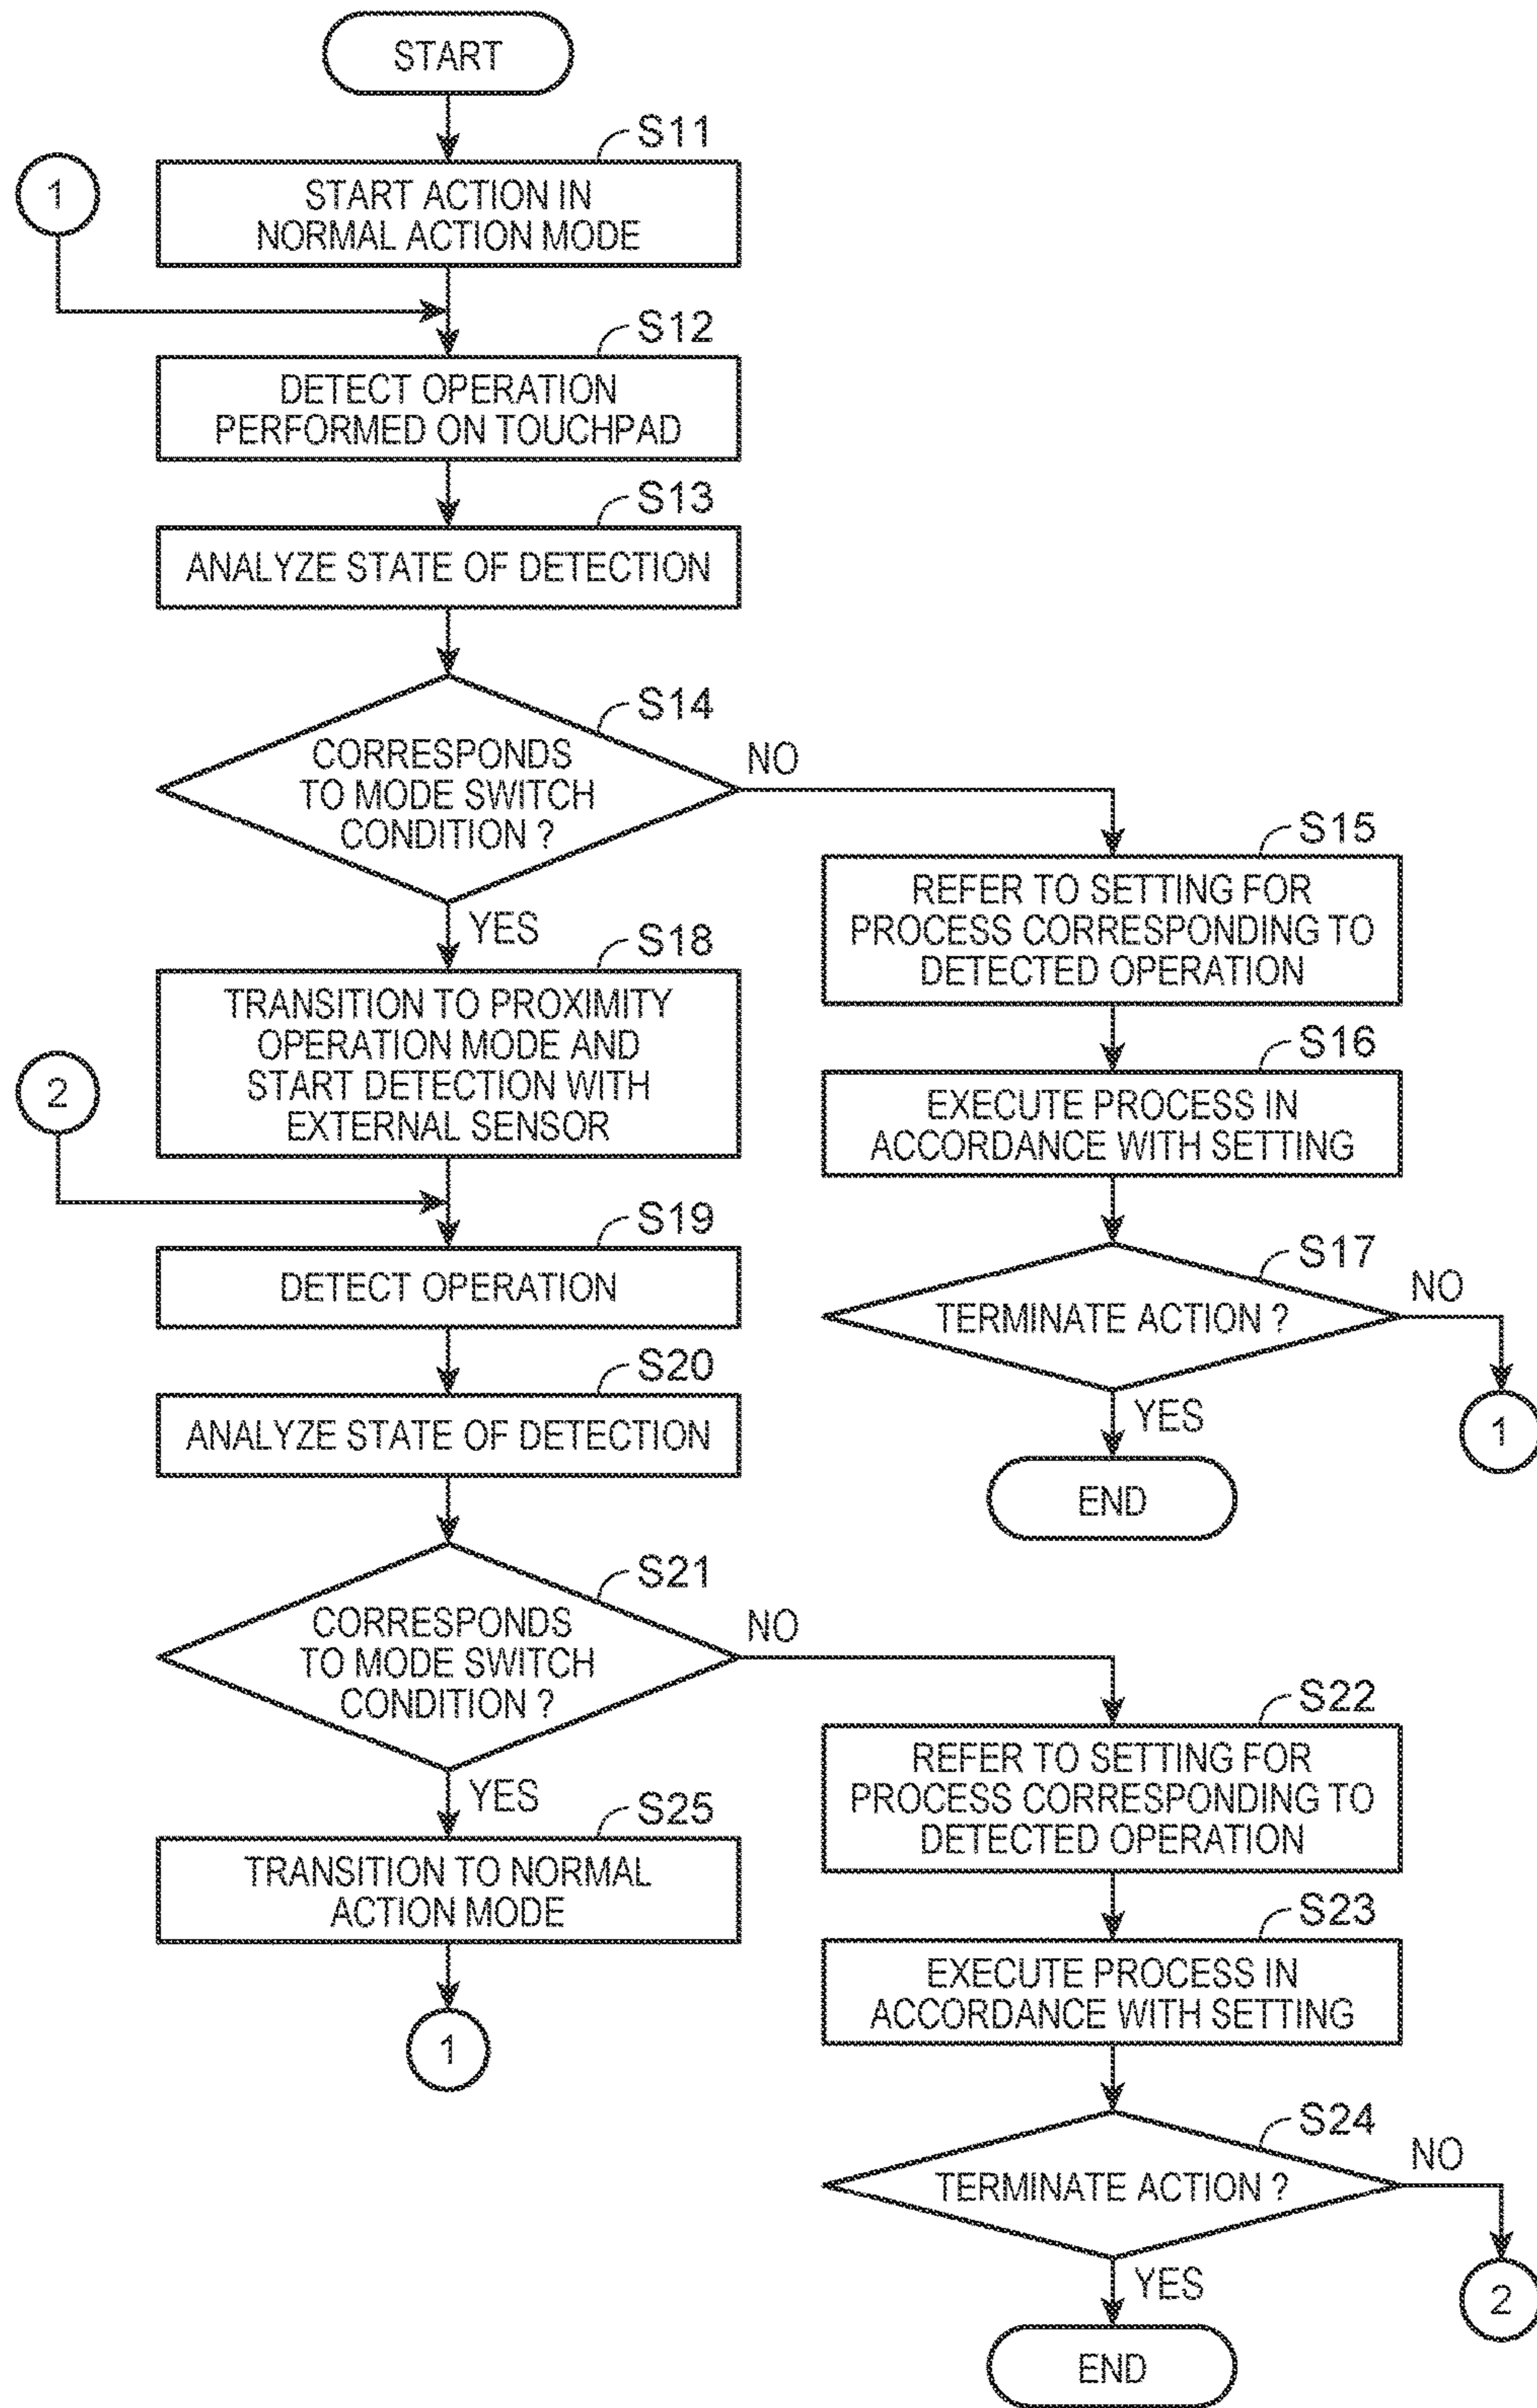 START
S11
1
START ACTION IN
NORMAL ACTION MODE
S12
DETECT OPERATION
PERFORMED ON TOUCHPAD
S13
ANALYZE STATE OF DETECTION
S14
CORRESPONDS
TO MODE SWITCH
CONDITION ?
NO
YES
S15
REFER TO SETTING FOR
PROCESS CORRESPONDING TO
DETECTED OPERATION
S16
EXECUTE PROCESS IN
ACCORDANCE WITH SETTING
S17
TERMINATE ACTION ?
NO
1
YES
END
S18
TRANSITION TO PROXIMITY
OPERATION MODE AND
START DETECTION WITH
EXTERNAL SENSOR
2
S19
DETECT OPERATION
S20
ANALYZE STATE OF DETECTION
S21
CORRESPONDS
TO MODE SWITCH
CONDITION ?
NO
YES
S22
REFER TO SETTING FOR
PROCESS CORRESPONDING TO
DETECTED OPERATION
S23
EXECUTE PROCESS IN
ACCORDANCE WITH SETTING
S24
TERMINATE ACTION ?
NO
2
YES
END
S25
TRANSITION TO NORMAL
ACTION MODE
1